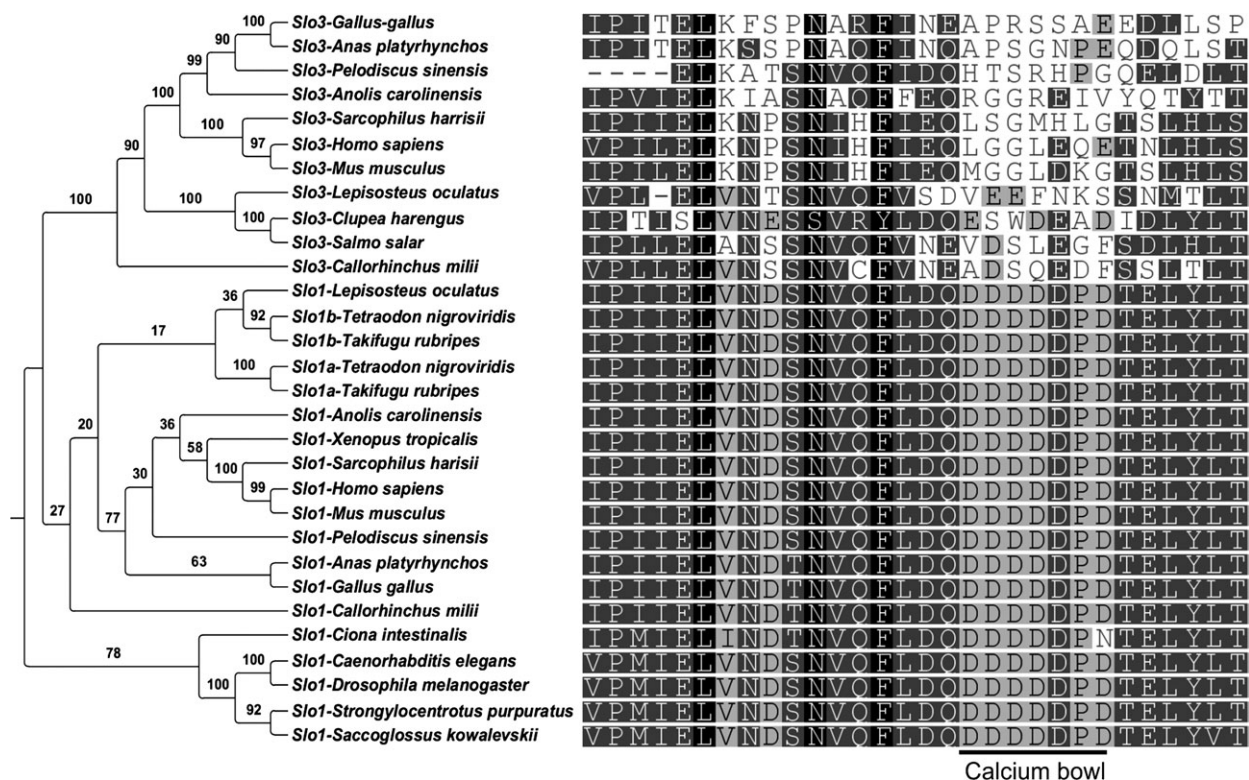 100 Slo3-Gallus-gallus IPITELKFSPNARFINEAPRSSAEEDLLSP
90 Slo3-Anas platyrhynchos IPITELKSSPNAQFINQAPSGNPEQDQLST
99 Slo3-Pelodiscus sinensis ----ELKATSNVQFIDQHTSRHPGQELDLT
100 Slo3-Anolis carolinensis IPVIELKIASNAQFFEQRGGREIVYQTYTT
100 Slo3-Sarcophilus harrisii IPIIELKNPSNIHFIEQLSGMHLGTSLHLS
90 97 Slo3-Homo sapiens VPILELKNPSNIHFIEQLGGLEQETNLHLS
Slo3-Mus musculus IPILELKNPSNIHFIEQMGGLDKGTSLHLS
100 Slo3-Lepisosteus oculatus VPL-ELVNTSNVQFVSDVEEFNKSSNMTLT
100 100 Slo3-Clupea harengus IPTISLVNESSVRYLDQESWDEADIDLYLT
Slo3-Salmo salar IPLLELANSSNVQFVNEVDSLEGFSDLHLT
Slo3-Callorhinchus milii VPLLELVNSSNVCFVNEADSQEDFSSLTLT
36 Slo1-Lepisosteus oculatus IPIIELVNDSNVQFLDQDDDDDPDTELYLT
17 92 Slo1b-Tetraodon nigroviridis IPIIELVNDSNVQFLDQDDDDDPDTELYLT
Slo1b-Takifugu rubripes IPIIELVNDSNVQFLDQDDDDDPDTELYLT
100 Slo1a-Tetraodon nigroviridis IPIIELVNDSNVQFLDQDDDDDPDTELYLT
Slo1a-Takifugu rubripes IPIIELVNDSNVQFLDQDDDDDPDTELYLT
20 36 Slo1-Anolis carolinensis IPIIELVNDSNVQFLDQDDDDDPDTELYLT
58 Slo1-Xenopus tropicalis IPIIELVNDSNVQFLDQDDDDDPDTELYLT
30 100 Slo1-Sarcophilus harisii IPIIELVNDSNVQFLDQDDDDDPDTELYLT
99 Slo1-Homo sapiens IPIIELVNDSNVQFLDQDDDDDPDTELYLT
27 77 Slo1-Mus musculus IPIIELVNDSNVQFLDQDDDDDPDTELYLT
Slo1-Pelodiscus sinensis IPIIELVNDSNVQFLDQDDDDDPDTELYLT
63 Slo1-Anas platyrhynchos IPIIELVNDTNVQFLDQDDDDDPDTELYLT
Slo1-Gallus gallus IPIIELVNDTNVQFLDQDDDDDPDTELYLT
Slo1-Callorhinchus milii IPIIELVNDTNVQFLDQDDDDDPDTELYLT
Slo1-Ciona intestinalis IPMIELINDTNVQFLDQDDDDDPNTELYLT
78 100 Slo1-Caenorhabditis elegans VPMIELVNDSNVQFLDQDDDDDPDTELYLT
100 Slo1-Drosophila melanogaster VPMIELVNDSNVQFLDQDDDDDPDTELYLT
92 Slo1-Strongylocentrotus purpuratus VPMIELVNDSNVQFLDQDDDDDPDTELYLT
Slo1-Saccoglossus kowalevskii VPMIELVNDSNVQFLDQDDDDDPDTELYVT
Calcium bowl